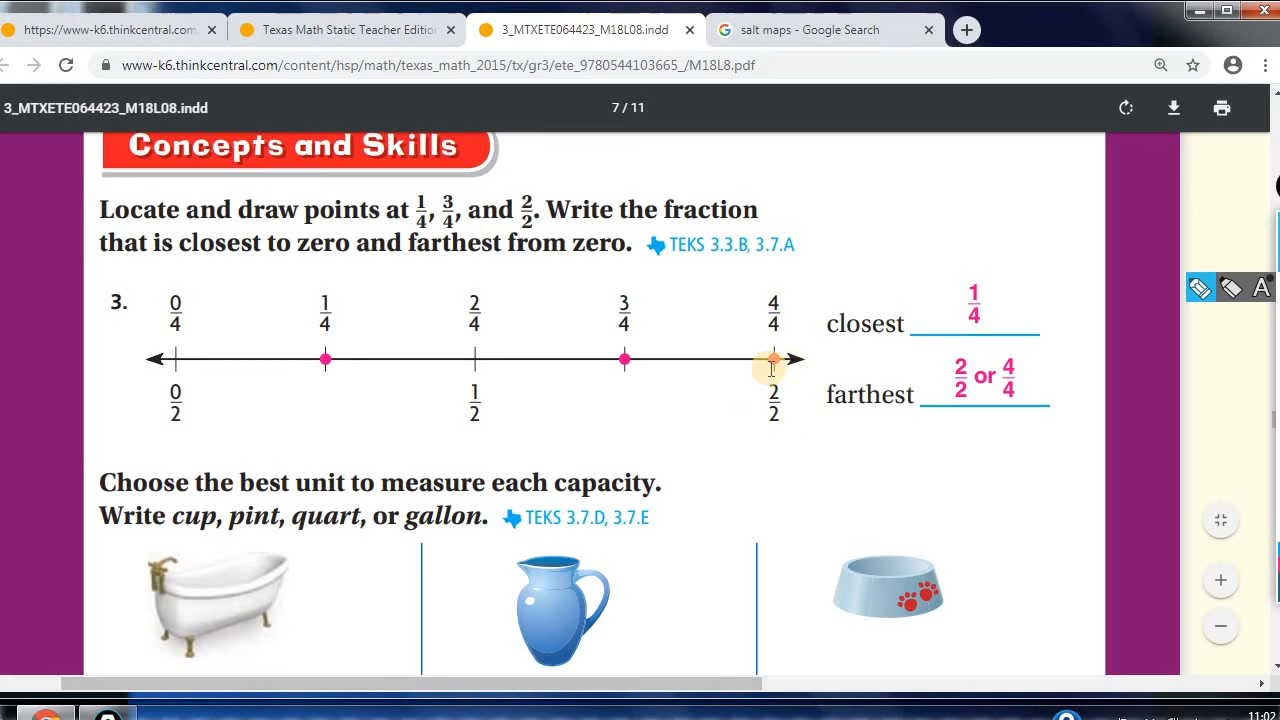 https://www-k6.thinkcentral.com/
Texas Math Static Teacher Editio
3_MTXETE064423_M18L08.indd
salt maps - Google Search
www-k6.thinkcentral.com/content/hsp/math/texas_math_2015/tx/gr3/ete_9780544103665_/M18L8.pdf
3_MTXETE064423_M18L08.indd
7 / 11
Concepts and Skills
Locate and draw points at 1/4, 3/4, and 2/2. Write the fraction
that is closest to zero and farthest from zero. TEKS 3.3.B, 3.7.A
3. 0/4 1/4 2/4 3/4 4/4
closest 1/4
0/2 1/2 2/2
farthest 2/2 or 4/4
Choose the best unit to measure each capacity.
Write cup, pint, quart, or gallon. TEKS 3.7.D, 3.7.E
A
11:02